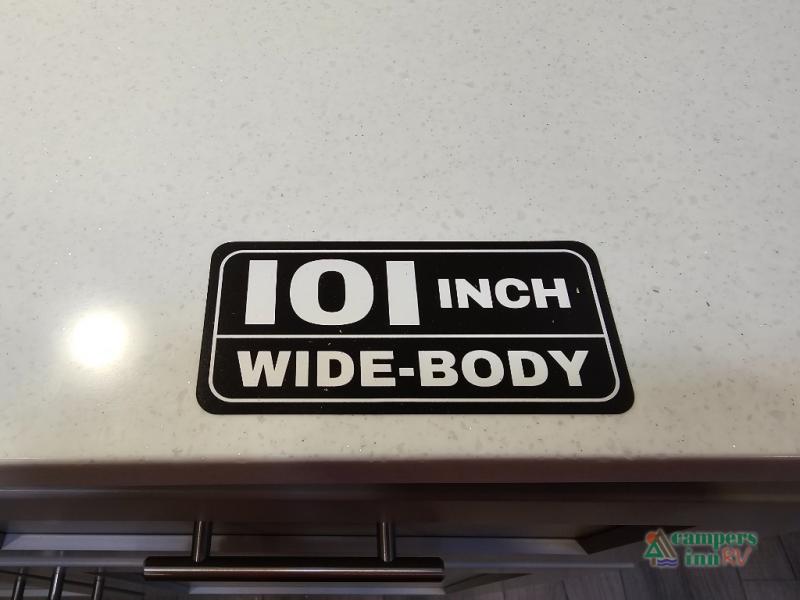 101 INCH
WIDE-BODY
campers
inn RV